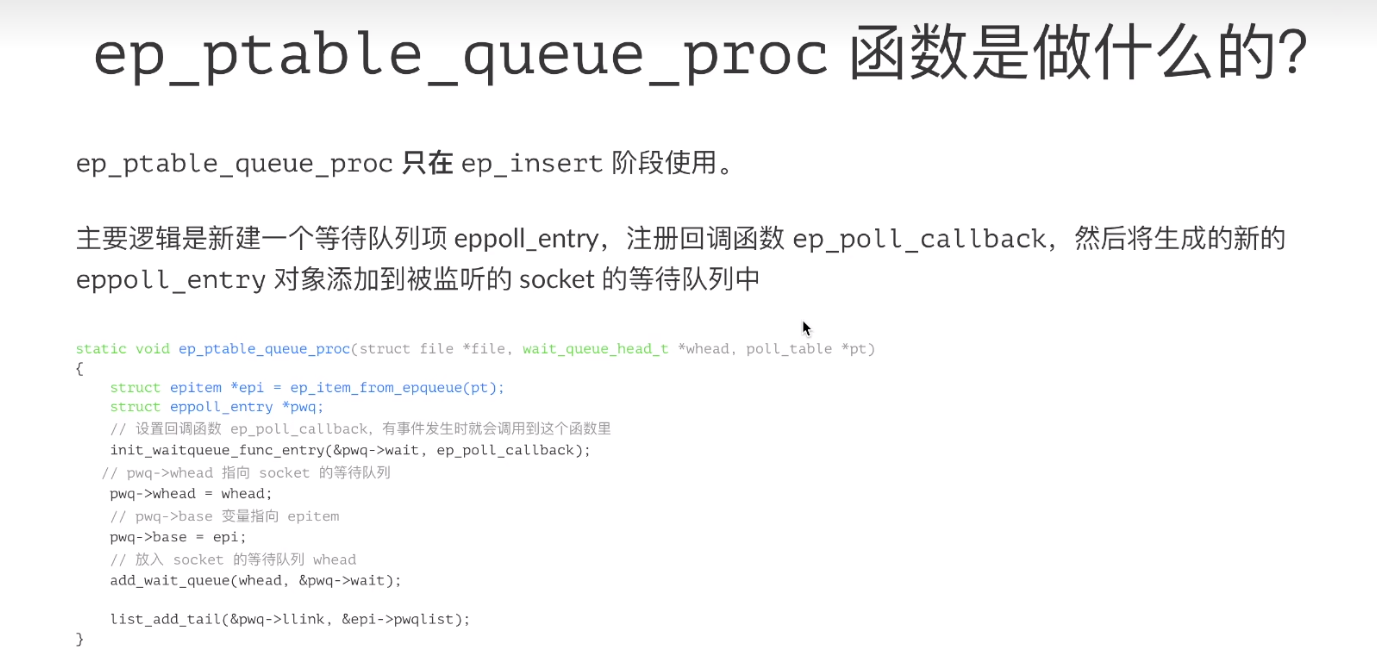 ep_ptable_queue_proc 函数是做什么的?
ep_ptable_queue_proc 只在 ep_insert 阶段使用。
主要逻辑是新建一个等待队列项 eppoll_entry，注册回调函数 ep_poll_callback，然后将生成的新的
eppoll_entry 对象添加到被监听的 socket 的等待队列中
static void ep_ptable_queue_proc(struct file *file, wait_queue_head_t *whead, poll_table *pt)
{
    struct epitem *epi = ep_item_from_epqueue(pt);
    struct eppoll_entry *pwq;
    // 设置回调函数 ep_poll_callback，有事件发生时就会调用到这个函数里
    init_waitqueue_func_entry(&pwq->wait, ep_poll_callback);
   // pwq->whead 指向 socket 的等待队列
    pwq->whead = whead;
    // pwq->base 变量指向 epitem
    pwq->base = epi;
    // 放入 socket 的等待队列 whead
    add_wait_queue(whead, &pwq->wait);
    list_add_tail(&pwq->llink, &epi->pwqlist);
}